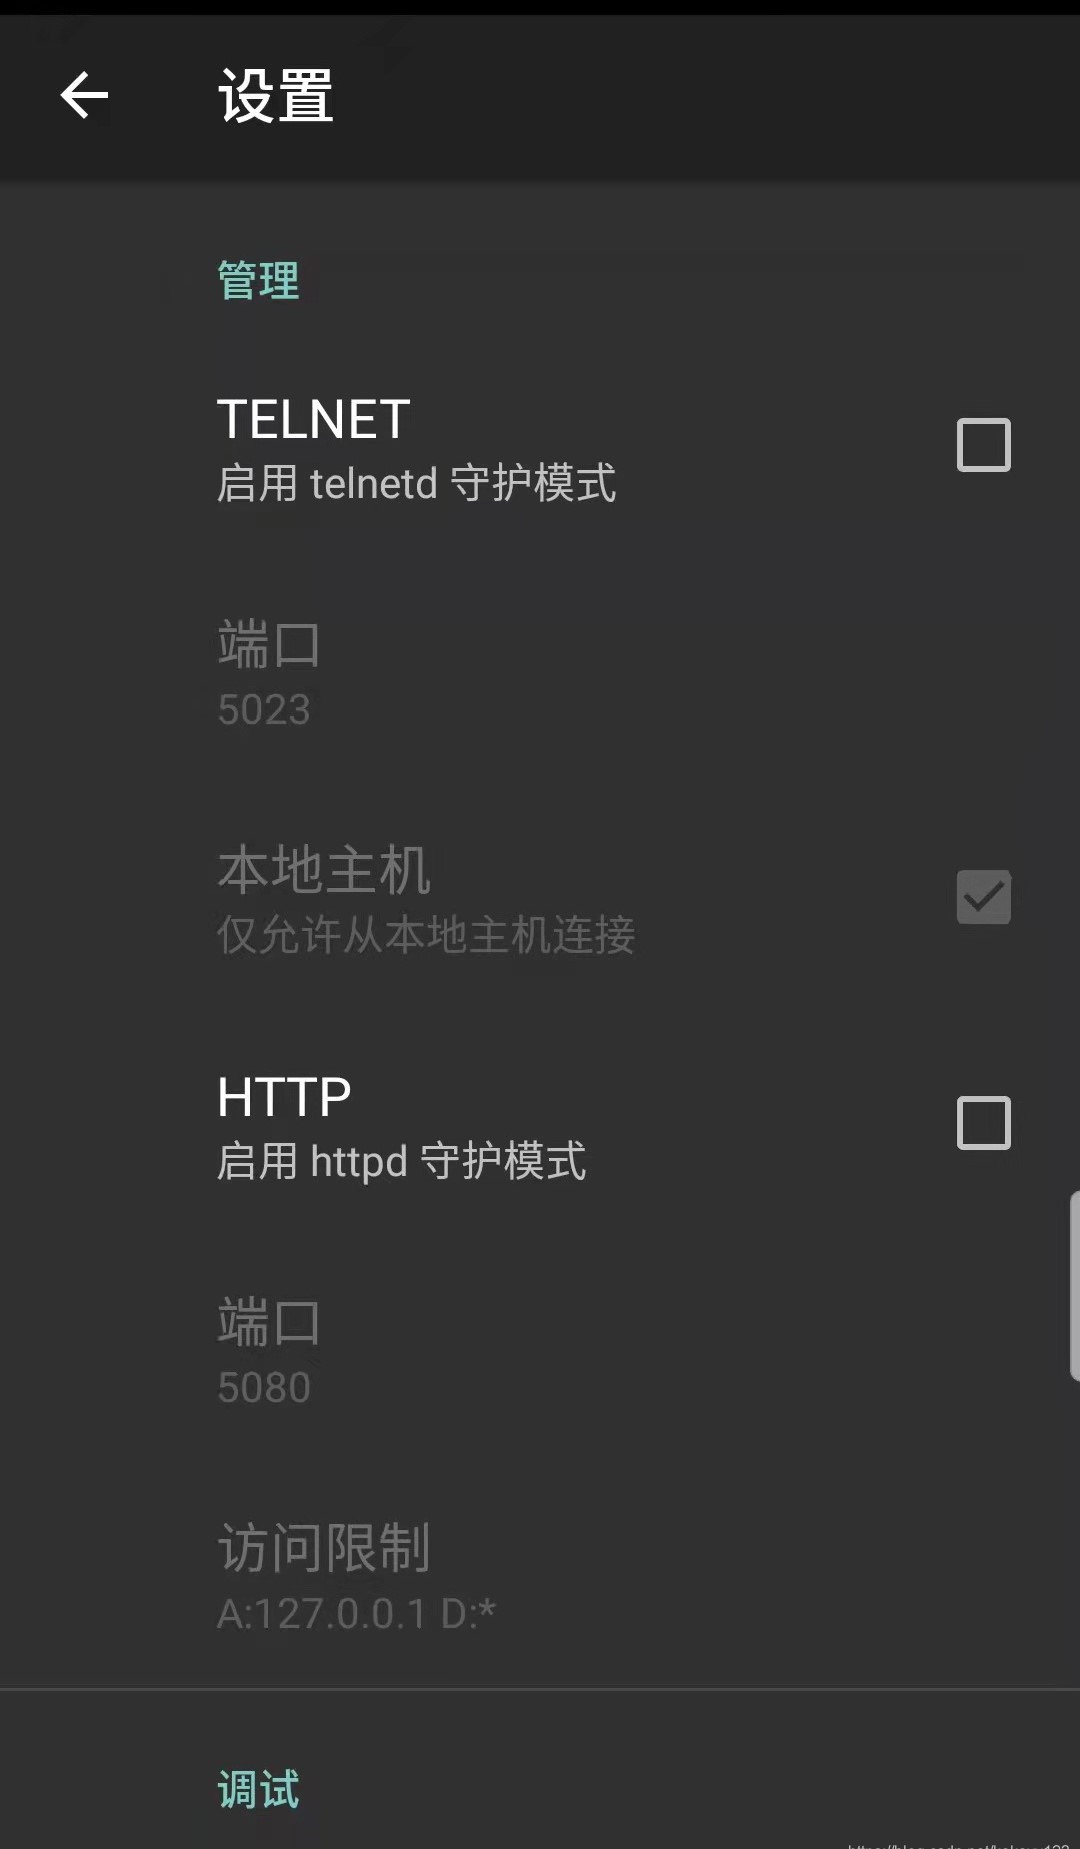 设置
管理
TELNET
启用 telnetd 守护模式
端口
5023
本地主机
仅允许从本地主机连接
HTTP
启用 httpd 守护模式
端口
5080
访问限制
A:127.0.0.1 D:*
调试